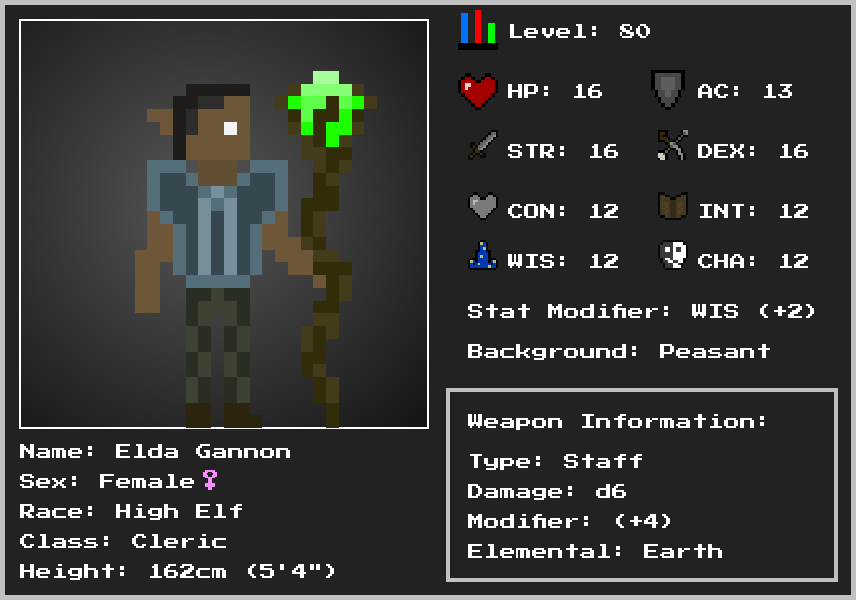 Level: 80
HP: 16 AC: 13
STR: 16 DEX: 16
CON: 12 INT: 12
WIS: 12 CHA: 12
Stat Modifier: WIS (+2)
Background: Peasant
Weapon Information:
Type: Staff
Damage: d6
Modifier: (+4)
Elemental: Earth
Name: Elda Gannon
Sex: Female♀
Race: High Elf
Class: Cleric
Height: 162cm (5'4")